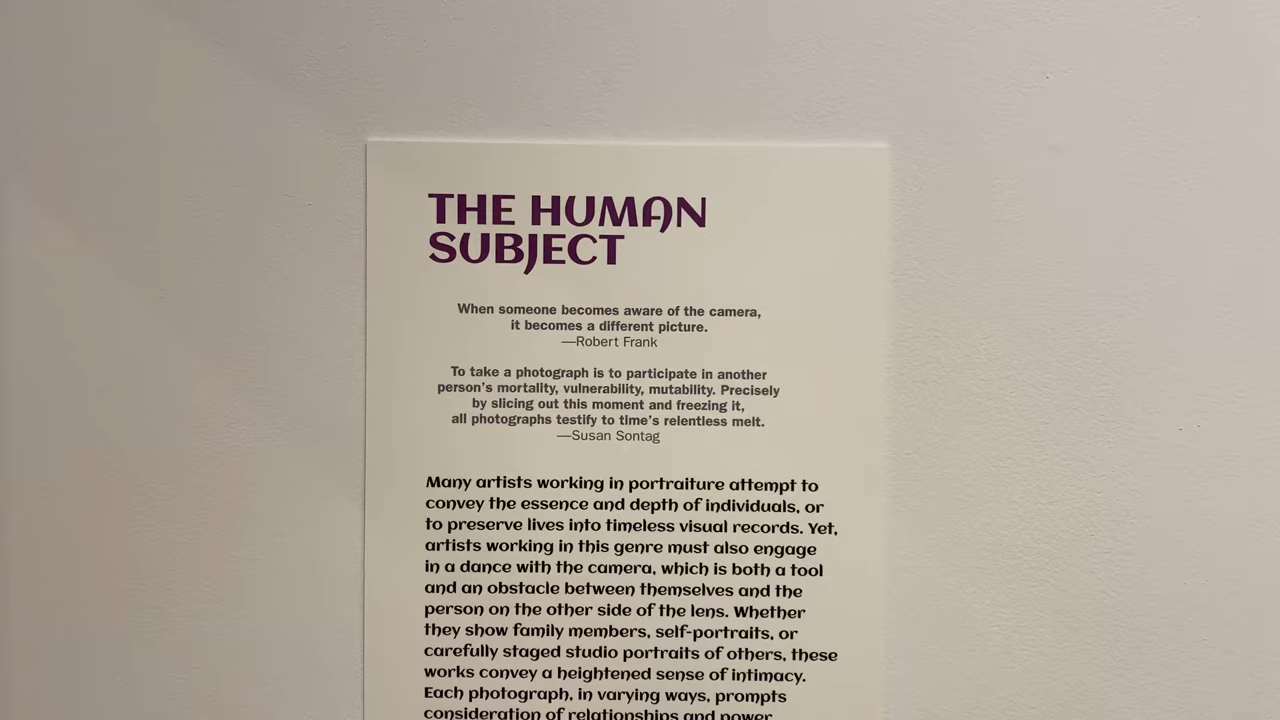 THE HUMAN
SUBJECT
When someone becomes aware of the camera,
it becomes a different picture.
—Robert Frank
To take a photograph is to participate in another
person's mortality, vulnerability, mutability. Precisely
by slicing out this moment and freezing it,
all photographs testify to time's relentless melt.
—Susan Sontag
Many artists working in portraiture attempt to
convey the essence and depth of individuals, or
to preserve lives into timeless visual records. Yet,
artists working in this genre must also engage
in a dance with the camera, which is both a tool
and an obstacle between themselves and the
person on the other side of the lens. Whether
they show family members, self-portraits, or
carefully staged studio portraits of others, these
works convey a heightened sense of intimacy.
Each photograph, in varying ways, prompts
consideration of relationships and power